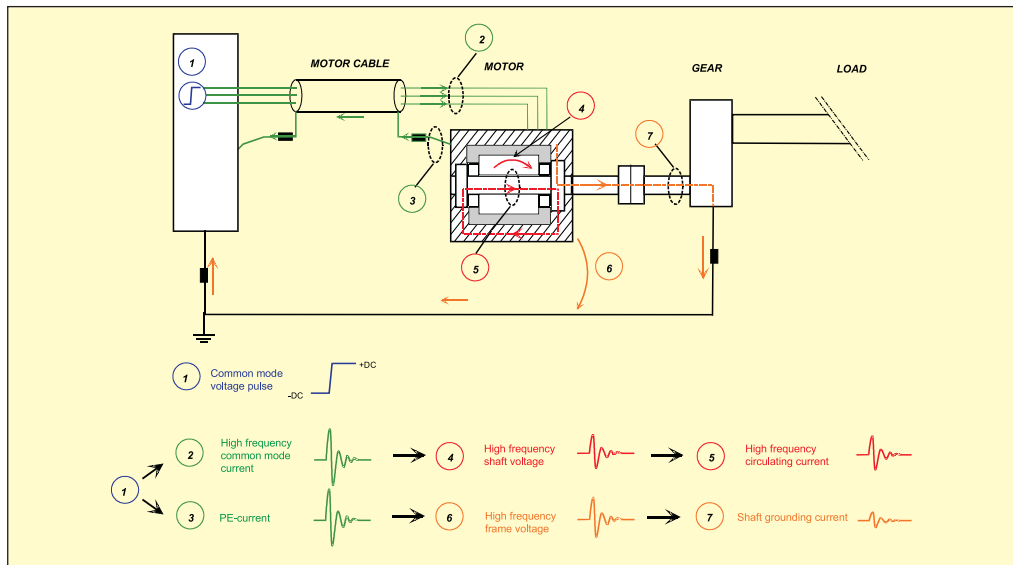 2
MOTOR CABLE
MOTOR
GEAR
LOAD
1
4
7
3
5
6
1
Common mode
voltage pulse
+DC
-DC
2
High frequency
common mode
current
4
High frequency
shaft voltage
5
High frequency
circulating current
1
3
PE-current
6
High frequency
frame voltage
7
Shaft grounding current